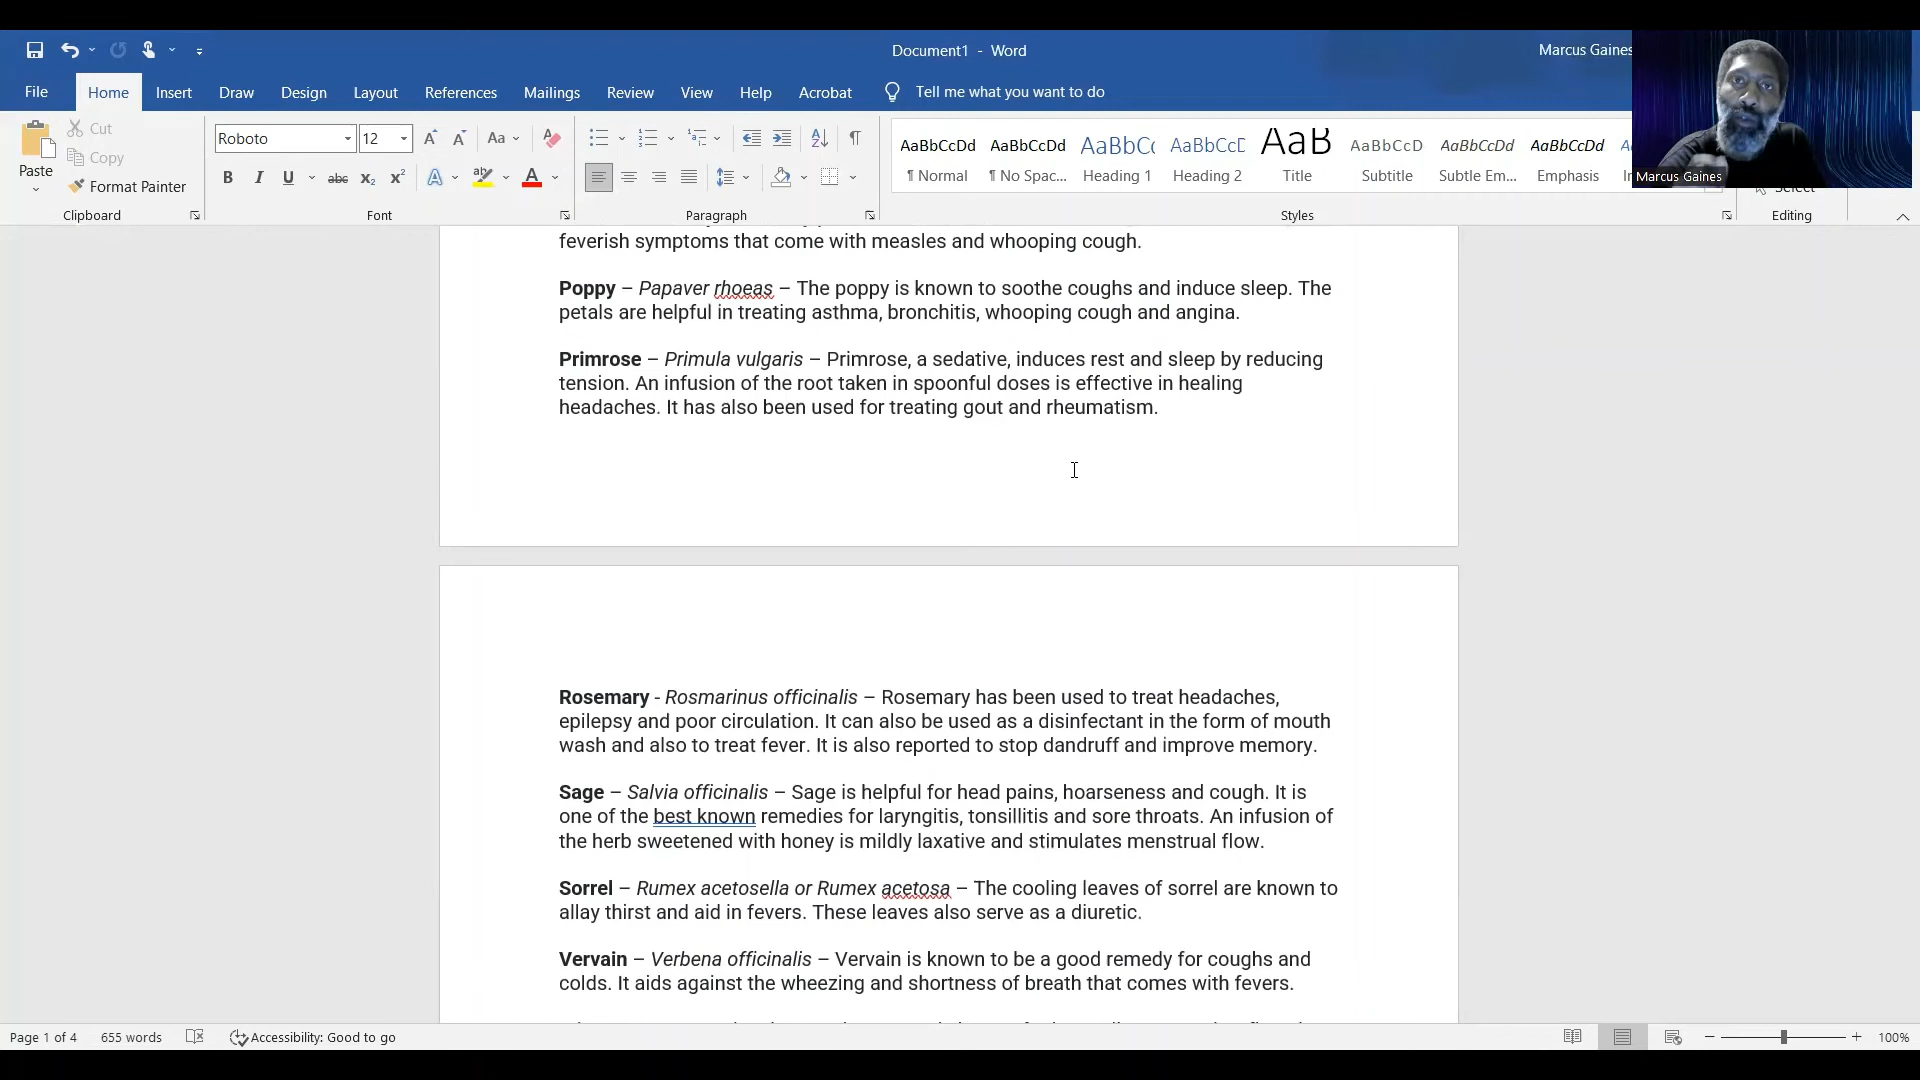 Document1 - Word
Marcus Gaines
File Home Insert Draw Design Layout References Mailings Review View Help Acrobat Tell me what you want to do
Paste
Cut
Copy
Format Painter
Clipboard
Roboto 12
Font
Paragraph
AaBbCcDd AaBbCcDd AaBbCc AaBbCcD AaB AaBbCcD AaBbCcDd AaBbCcDd
¶ Normal ¶ No Spac... Heading 1 Heading 2 Title Subtitle Subtle Em... Emphasis
Styles
Marcus Gaines
Select
Editing
feverish symptoms that come with measles and whooping cough.
Poppy – Papaver rhoeas – The poppy is known to soothe coughs and induce sleep. The
petals are helpful in treating asthma, bronchitis, whooping cough and angina.
Primrose – Primula vulgaris – Primrose, a sedative, induces rest and sleep by reducing
tension. An infusion of the root taken in spoonful doses is effective in healing
headaches. It has also been used for treating gout and rheumatism.
Rosemary - Rosmarinus officinalis – Rosemary has been used to treat headaches,
epilepsy and poor circulation. It can also be used as a disinfectant in the form of mouth
wash and also to treat fever. It is also reported to stop dandruff and improve memory.
Sage – Salvia officinalis – Sage is helpful for head pains, hoarseness and cough. It is
one of the best known remedies for laryngitis, tonsillitis and sore throats. An infusion of
the herb sweetened with honey is mildly laxative and stimulates menstrual flow.
Sorrel – Rumex acetosella or Rumex acetosa – The cooling leaves of sorrel are known to
allay thirst and aid in fevers. These leaves also serve as a diuretic.
Vervain – Verbena officinalis – Vervain is known to be a good remedy for coughs and
colds. It aids against the wheezing and shortness of breath that comes with fevers.
Page 1 of 4 655 words Accessibility: Good to go 100%